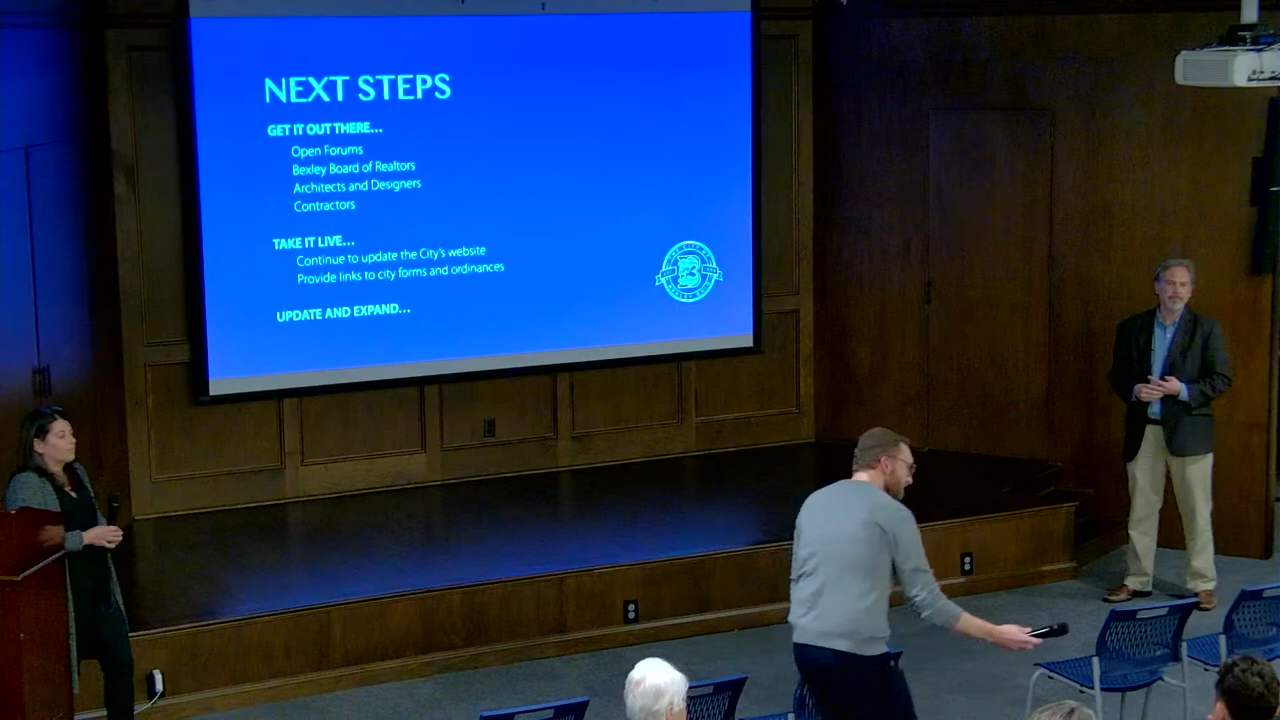 NEXT STEPS
GET IT OUT THERE...
Open Forums
Bexley Board of Realtors
Architects and Designers
Contractors
TAKE IT LIVE...
Continue to update the City's website
Provide links to city forms and ordinances
UPDATE AND EXPAND...